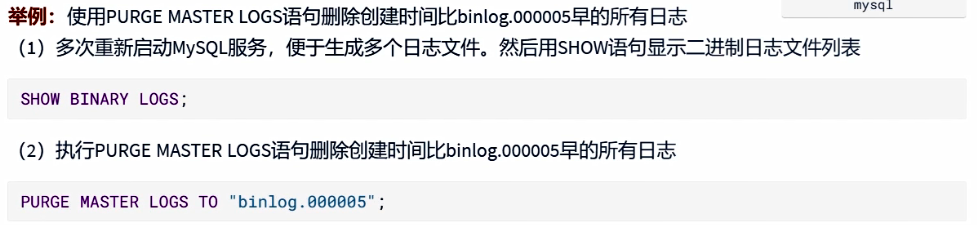 mysql
举例：使用PURGE MASTER LOGS语句删除创建时间比binlog.000005早的所有日志
（1）多次重新启动MySQL服务，便于生成多个日志文件。然后用SHOW语句显示二进制日志文件列表
SHOW BINARY LOGS;
（2）执行PURGE MASTER LOGS语句删除创建时间比binlog.000005早的所有日志
PURGE MASTER LOGS TO "binlog.000005";